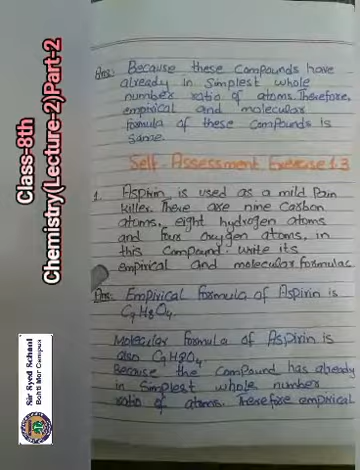 Class-8th
Chemistry(Lecture-2)Part-2
Sir Syed School
Bohti Mor Campus
Ans: Because these compounds have
already in simplest whole
number ratio of atoms. Therefore,
empirical and molecular
formula of these compounds is
same.
Self-Assessment Exercise 1.3
1. Aspirin is used as a mild Pain
killer. There are nine carbon
atoms, eight hydrogen atoms
and four oxygen atoms, in
this compound. write its
empirical and molecular formulas
Ans: Empirical formula of Aspirin is
C9H8O4.
Molecular formula of Aspirin is
also C9H8O4
Because the compound has already
in simplest whole number
ratio of atoms. Therefore empirical